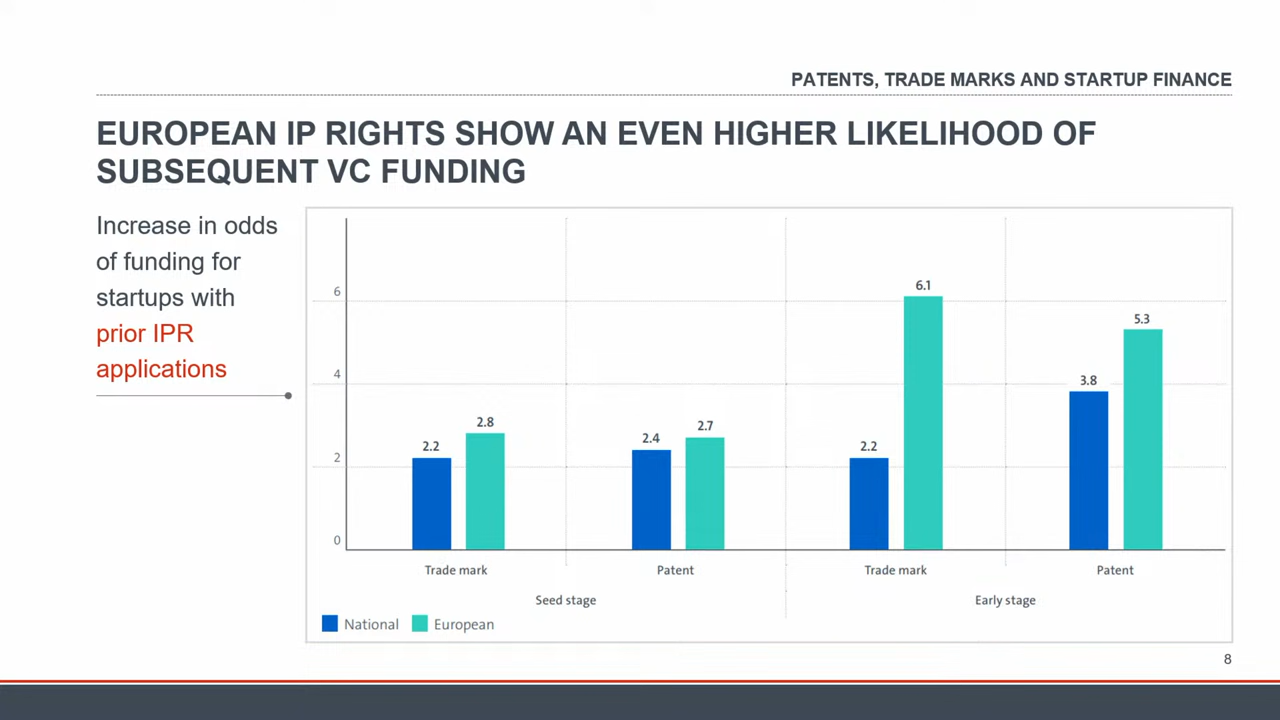 PATENTS, TRADE MARKS AND STARTUP FINANCE
EUROPEAN IP RIGHTS SHOW AN EVEN HIGHER LIKELIHOOD OF
SUBSEQUENT VC FUNDING
Increase in odds
of funding for
startups with
prior IPR
applications
6
4
2
0
2.2
2.8
2.4
2.7
2.2
6.1
3.8
5.3
Trade mark
Patent
Trade mark
Patent
Seed stage
Early stage
National
European
8